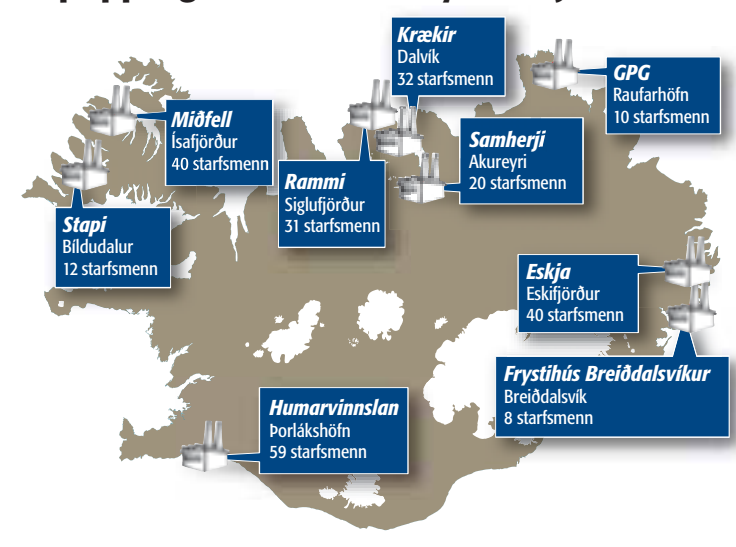 Krækir
Dalvík
32 starfsmenn
GPG
Raufarhöfn
10 starfsmenn
Miðfell
Ísafjörður
40 starfsmenn
Samherji
Akureyri
20 starfsmenn
Rammi
Siglufjörður
31 starfsmenn
Stapi
Bíldudalur
12 starfsmenn
Eskja
Eskifjörður
40 starfsmenn
Frystihús Breiðdalsvíkur
Breiðdalsvík
8 starfsmenn
Humarvinnslan
Þorlákshöfn
59 starfsmenn